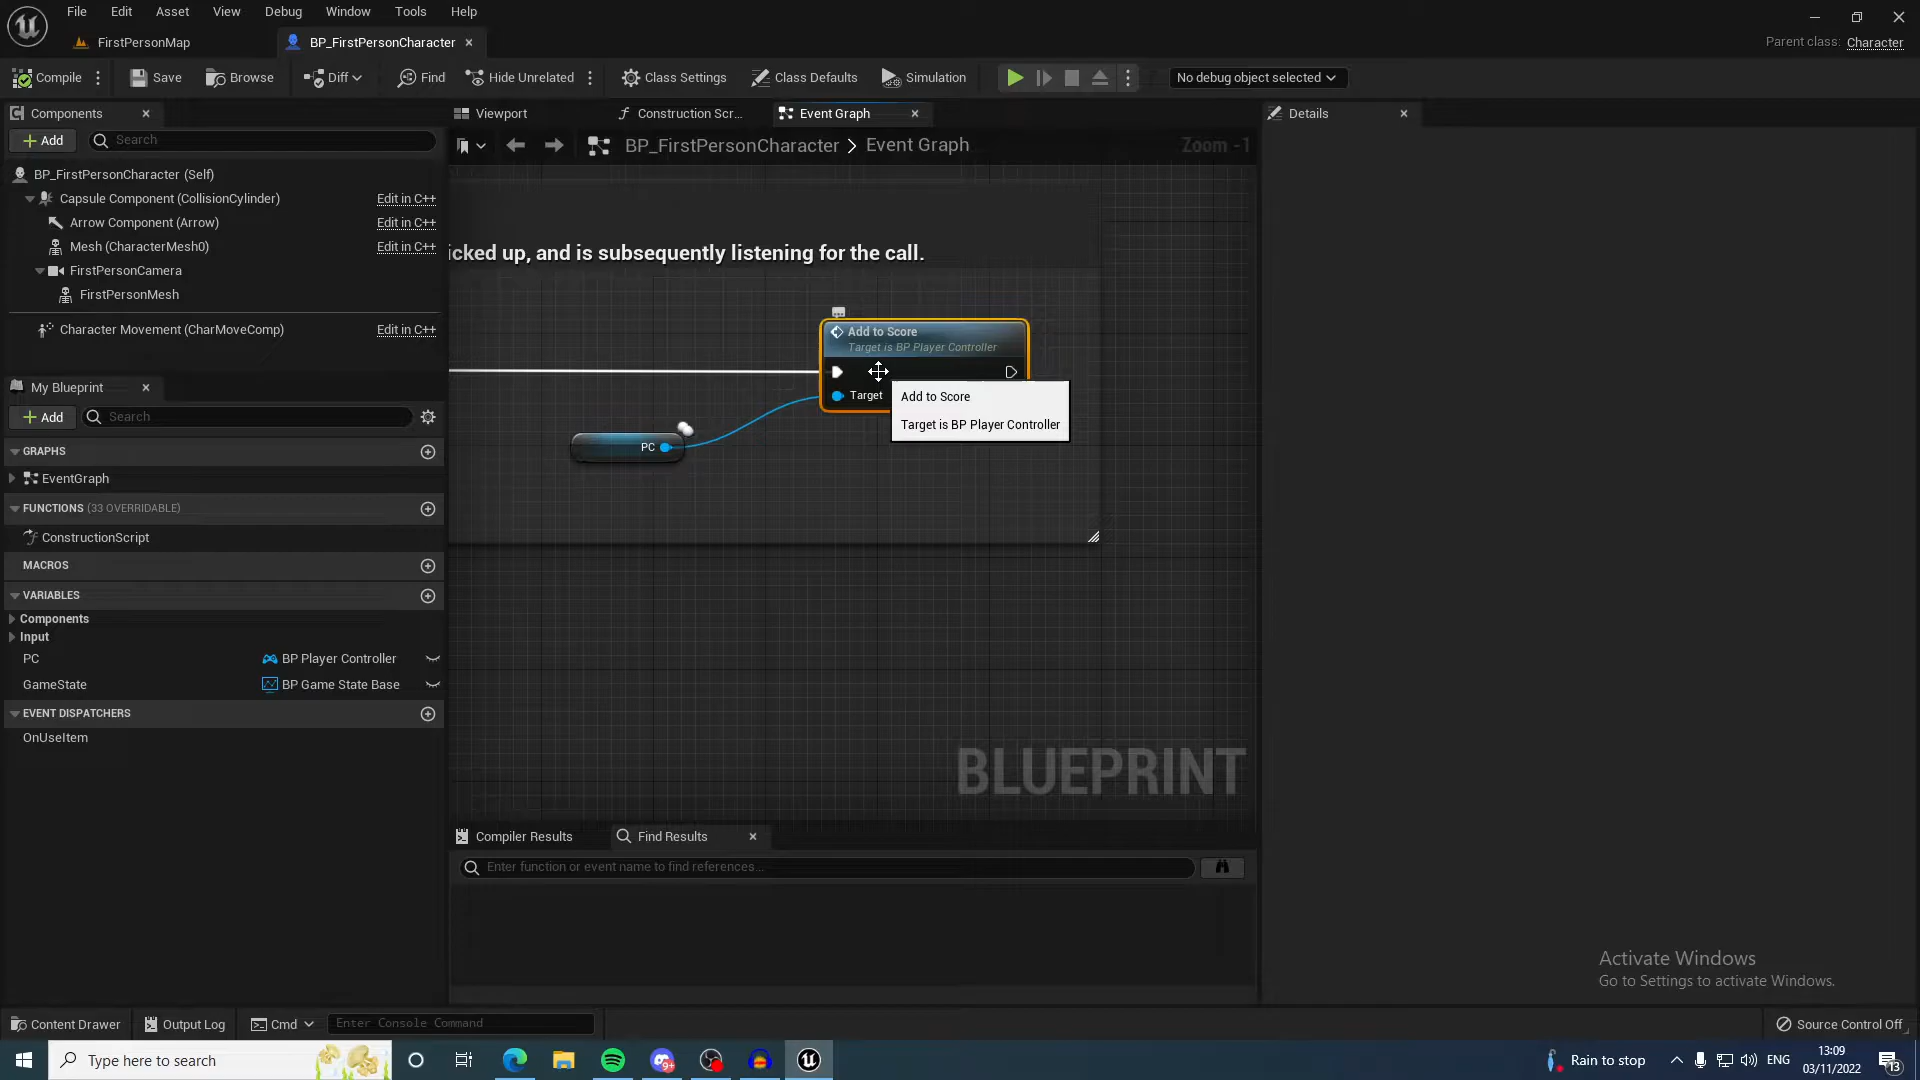 File Edit Asset View Debug Window Tools Help
FirstPersonMap BP_FirstPersonCharacter
Parent class: Character
Compile Save Browse Diff Find Hide Unrelated Class Settings Class Defaults Simulation No debug object selected
Components Viewport Construction Scr... Event Graph Details
Add Search
BP_FirstPersonCharacter > Event Graph Zoom -1
BP_FirstPersonCharacter (Self)
Capsule Component (CollisionCylinder) Edit in C++
Arrow Component (Arrow) Edit in C++
Mesh (CharacterMesh0) Edit in C++
FirstPersonCamera
FirstPersonMesh
Character Movement (CharMoveComp) Edit in C++
icked up, and is subsequently listening for the call.
Add to Score
Target is BP Player Controller
Target
Add to Score
Target is BP Player Controller
PC
My Blueprint
Add Search
GRAPHS
EventGraph
FUNCTIONS (33 OVERRIDABLE)
ConstructionScript
MACROS
VARIABLES
Components
Input
PC BP Player Controller
GameState BP Game State Base
EVENT DISPATCHERS
OnUseItem
BLUEPRINT
Compiler Results Find Results
Enter function or event name to find references...
Activate Windows
Go to Settings to activate Windows.
Content Drawer Output Log Cmd Enter Console Command Source Control Off
Type here to search
9+
Rain to stop
ENG
13:09
03/11/2022
13